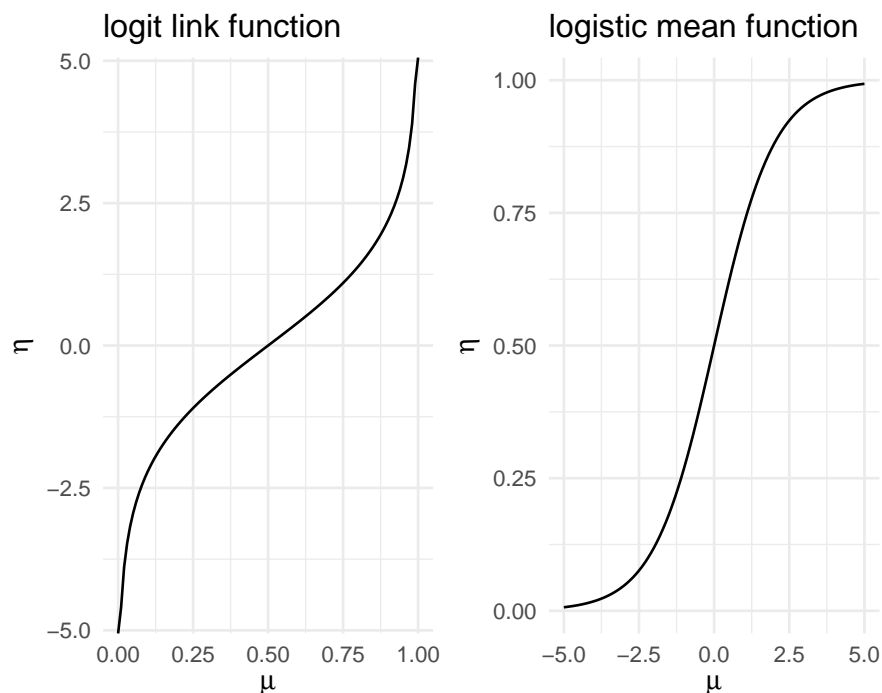 logit link function
5.0
2.5
0.0
−2.5
−5.0
η
0.00 0.25 0.50 0.75 1.00
μ
logistic mean function
1.00
0.75
0.50
0.25
0.00
η
−5.0 −2.5 0.0 2.5 5.0
μ